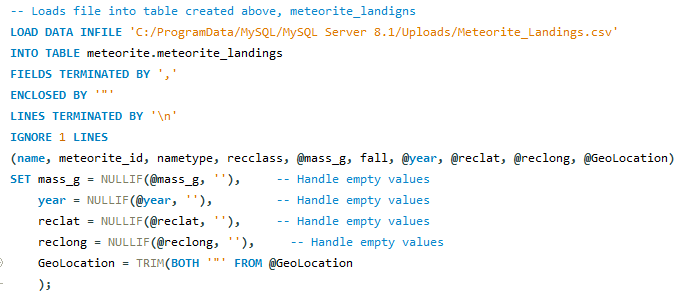 -- Loads file into table created above, meteorite_landigns
LOAD DATA INFILE 'C:/ProgramData/MySQL/MySQL Server 8.1/Uploads/Meteorite_Landings.csv'
INTO TABLE meteorite.meteorite_landings
FIELDS TERMINATED BY ','
ENCLOSED BY '"'
LINES TERMINATED BY '\n'
IGNORE 1 LINES
(name, meteorite_id, nametype, recclass, @mass_g, fall, @year, @reclat, @reclong, @GeoLocation)
SET mass_g = NULLIF(@mass_g, ''),     -- Handle empty values
    year = NULLIF(@year, ''),         -- Handle empty values
    reclat = NULLIF(@reclat, ''),     -- Handle empty values
    reclong = NULLIF(@reclong, ''),     -- Handle empty values
    GeoLocation = TRIM(BOTH '"' FROM @GeoLocation
    );